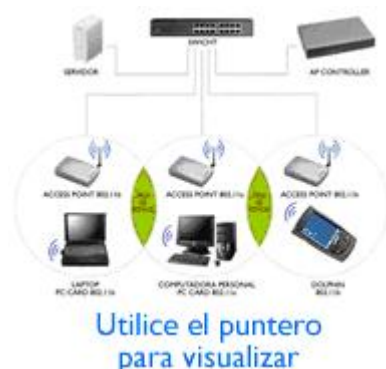 SWITCH
SERVIDOR
AP CONTROLLER
ACCESS POINT 802.11b
ACCESS POINT 802.11b
ACCESS POINT 802.11b
LAPTOP
PC-CARD 802.11b
COMPUTADORA PERSONAL
PC CARD 802.11b
DOLPHIN
802.11b
Utilice el puntero
para visualizar